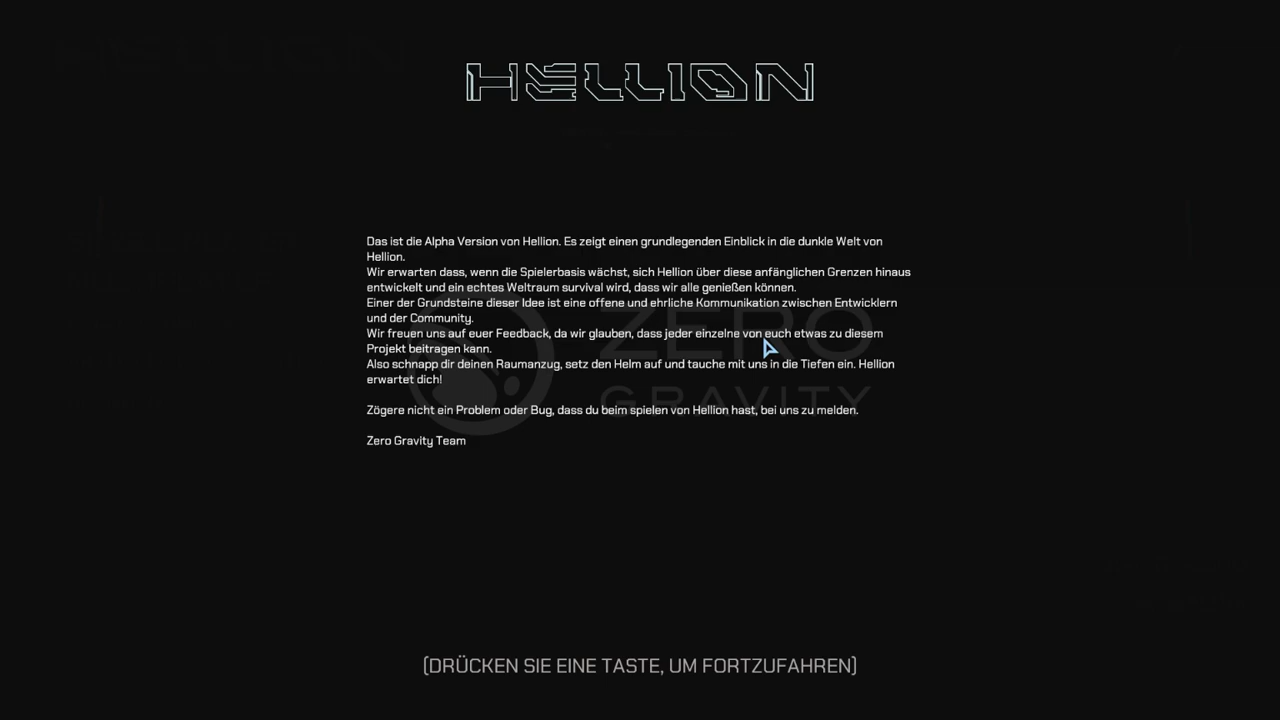 HELLION
Das ist die Alpha Version von Hellion. Es zeigt einen grundlegenden Einblick in die dunkle Welt von
Hellion.
Wir erwarten dass, wenn die Spielerbasis wächst, sich Hellion über diese anfänglichen Grenzen hinaus
entwickelt und ein echtes Weltraum survival wird, dass wir alle genießen können.
Einer der Grundsteine dieser Idee ist eine offene und ehrliche Kommunikation zwischen Entwicklern
und der Community.
Wir freuen uns auf euer Feedback, da wir glauben, dass jeder einzelne von euch etwas zu diesem
Projekt beitragen kann.
Also schnapp dir deinen Raumanzug, setz den Helm auf und tauche mit uns in die Tiefen ein. Hellion
erwartet dich!
Zögere nicht ein Problem oder Bug, dass du beim spielen von Hellion hast, bei uns zu melden.
Zero Gravity Team
ZERO
GRAVITY
(DRÜCKEN SIE EINE TASTE, UM FORTZUFAHREN)